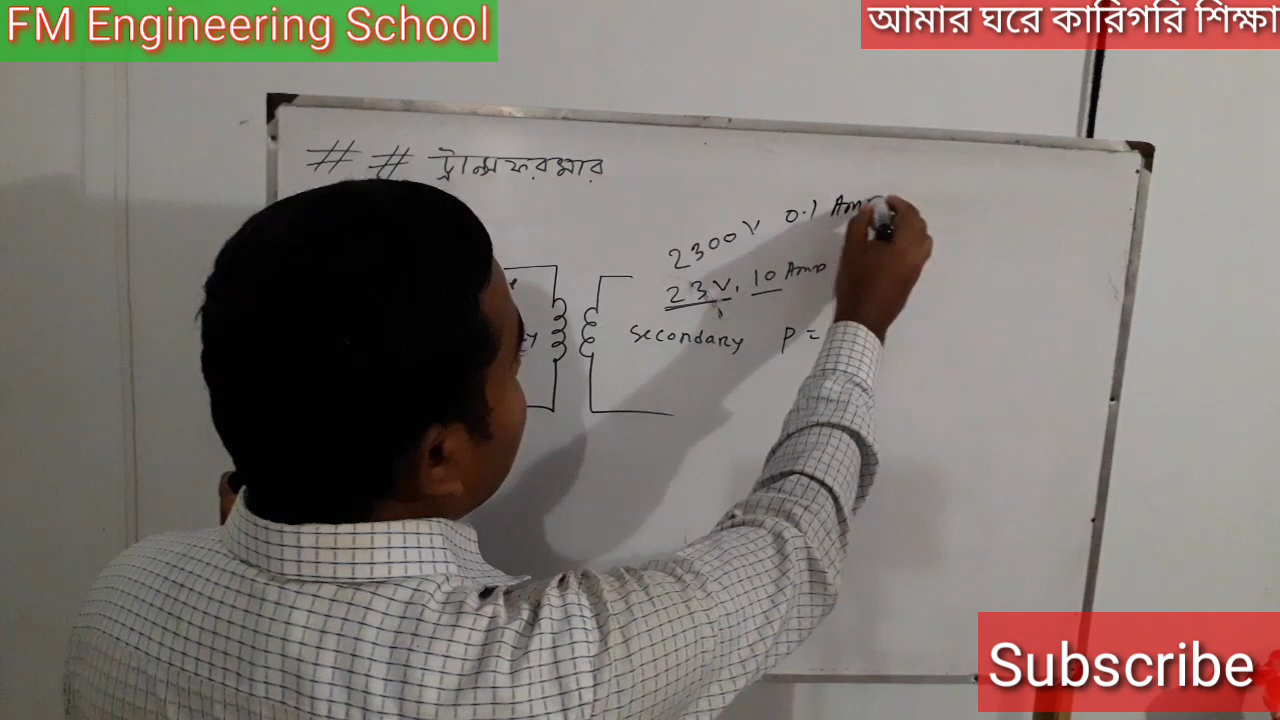 FM Engineering School
আমার ঘরে কারিগরি শিক্ষা
# # ট্রান্সফরমার
2300V 0.1 Amp
23V, 10 Amp
Secondary P =
Subscribe